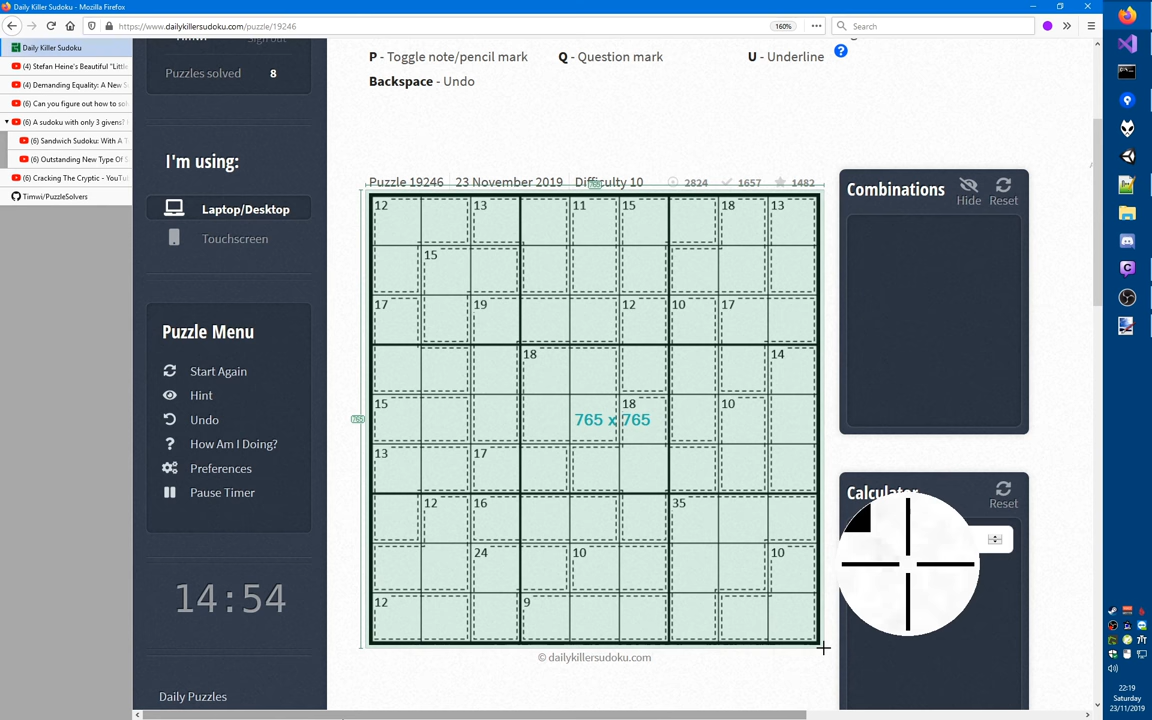 Daily Killer Sudoku - Mozilla Firefox
https://www.dailykillersudoku.com/puzzle/19246
160%
Search
Daily Killer Sudoku
(4) Stefan Heine's Beautiful "Little
(4) Demanding Equality: A New S
(6) Can you figure out how to sol
(6) A sudoku with only 3 givens?
(6) Sandwich Sudoku: With A T
(6) Outstanding New Type Of S
(6) Cracking The Cryptic - YouTu
Timwi/PuzzleSolvers
Sign out
Puzzles solved 8
I'm using:
Laptop/Desktop
Touchscreen
Puzzle Menu
Start Again
Hint
Undo
How Am I Doing?
Preferences
Pause Timer
14:54
Daily Puzzles
P - Toggle note/pencil mark Q - Question mark U - Underline
Backspace - Undo
Puzzle 19246 23 November 2019 Difficulty 10 2824 1657 1482
765
12 13 11 15 18 13
15
17 19 12 10 17
18 14
15 18 10
765 765 x 765
13 17
12 16 35
24 10 10
12 9
© dailykillersudoku.com
Combinations
Hide Reset
Calculator
Reset
22:19
Saturday
23/11/2019